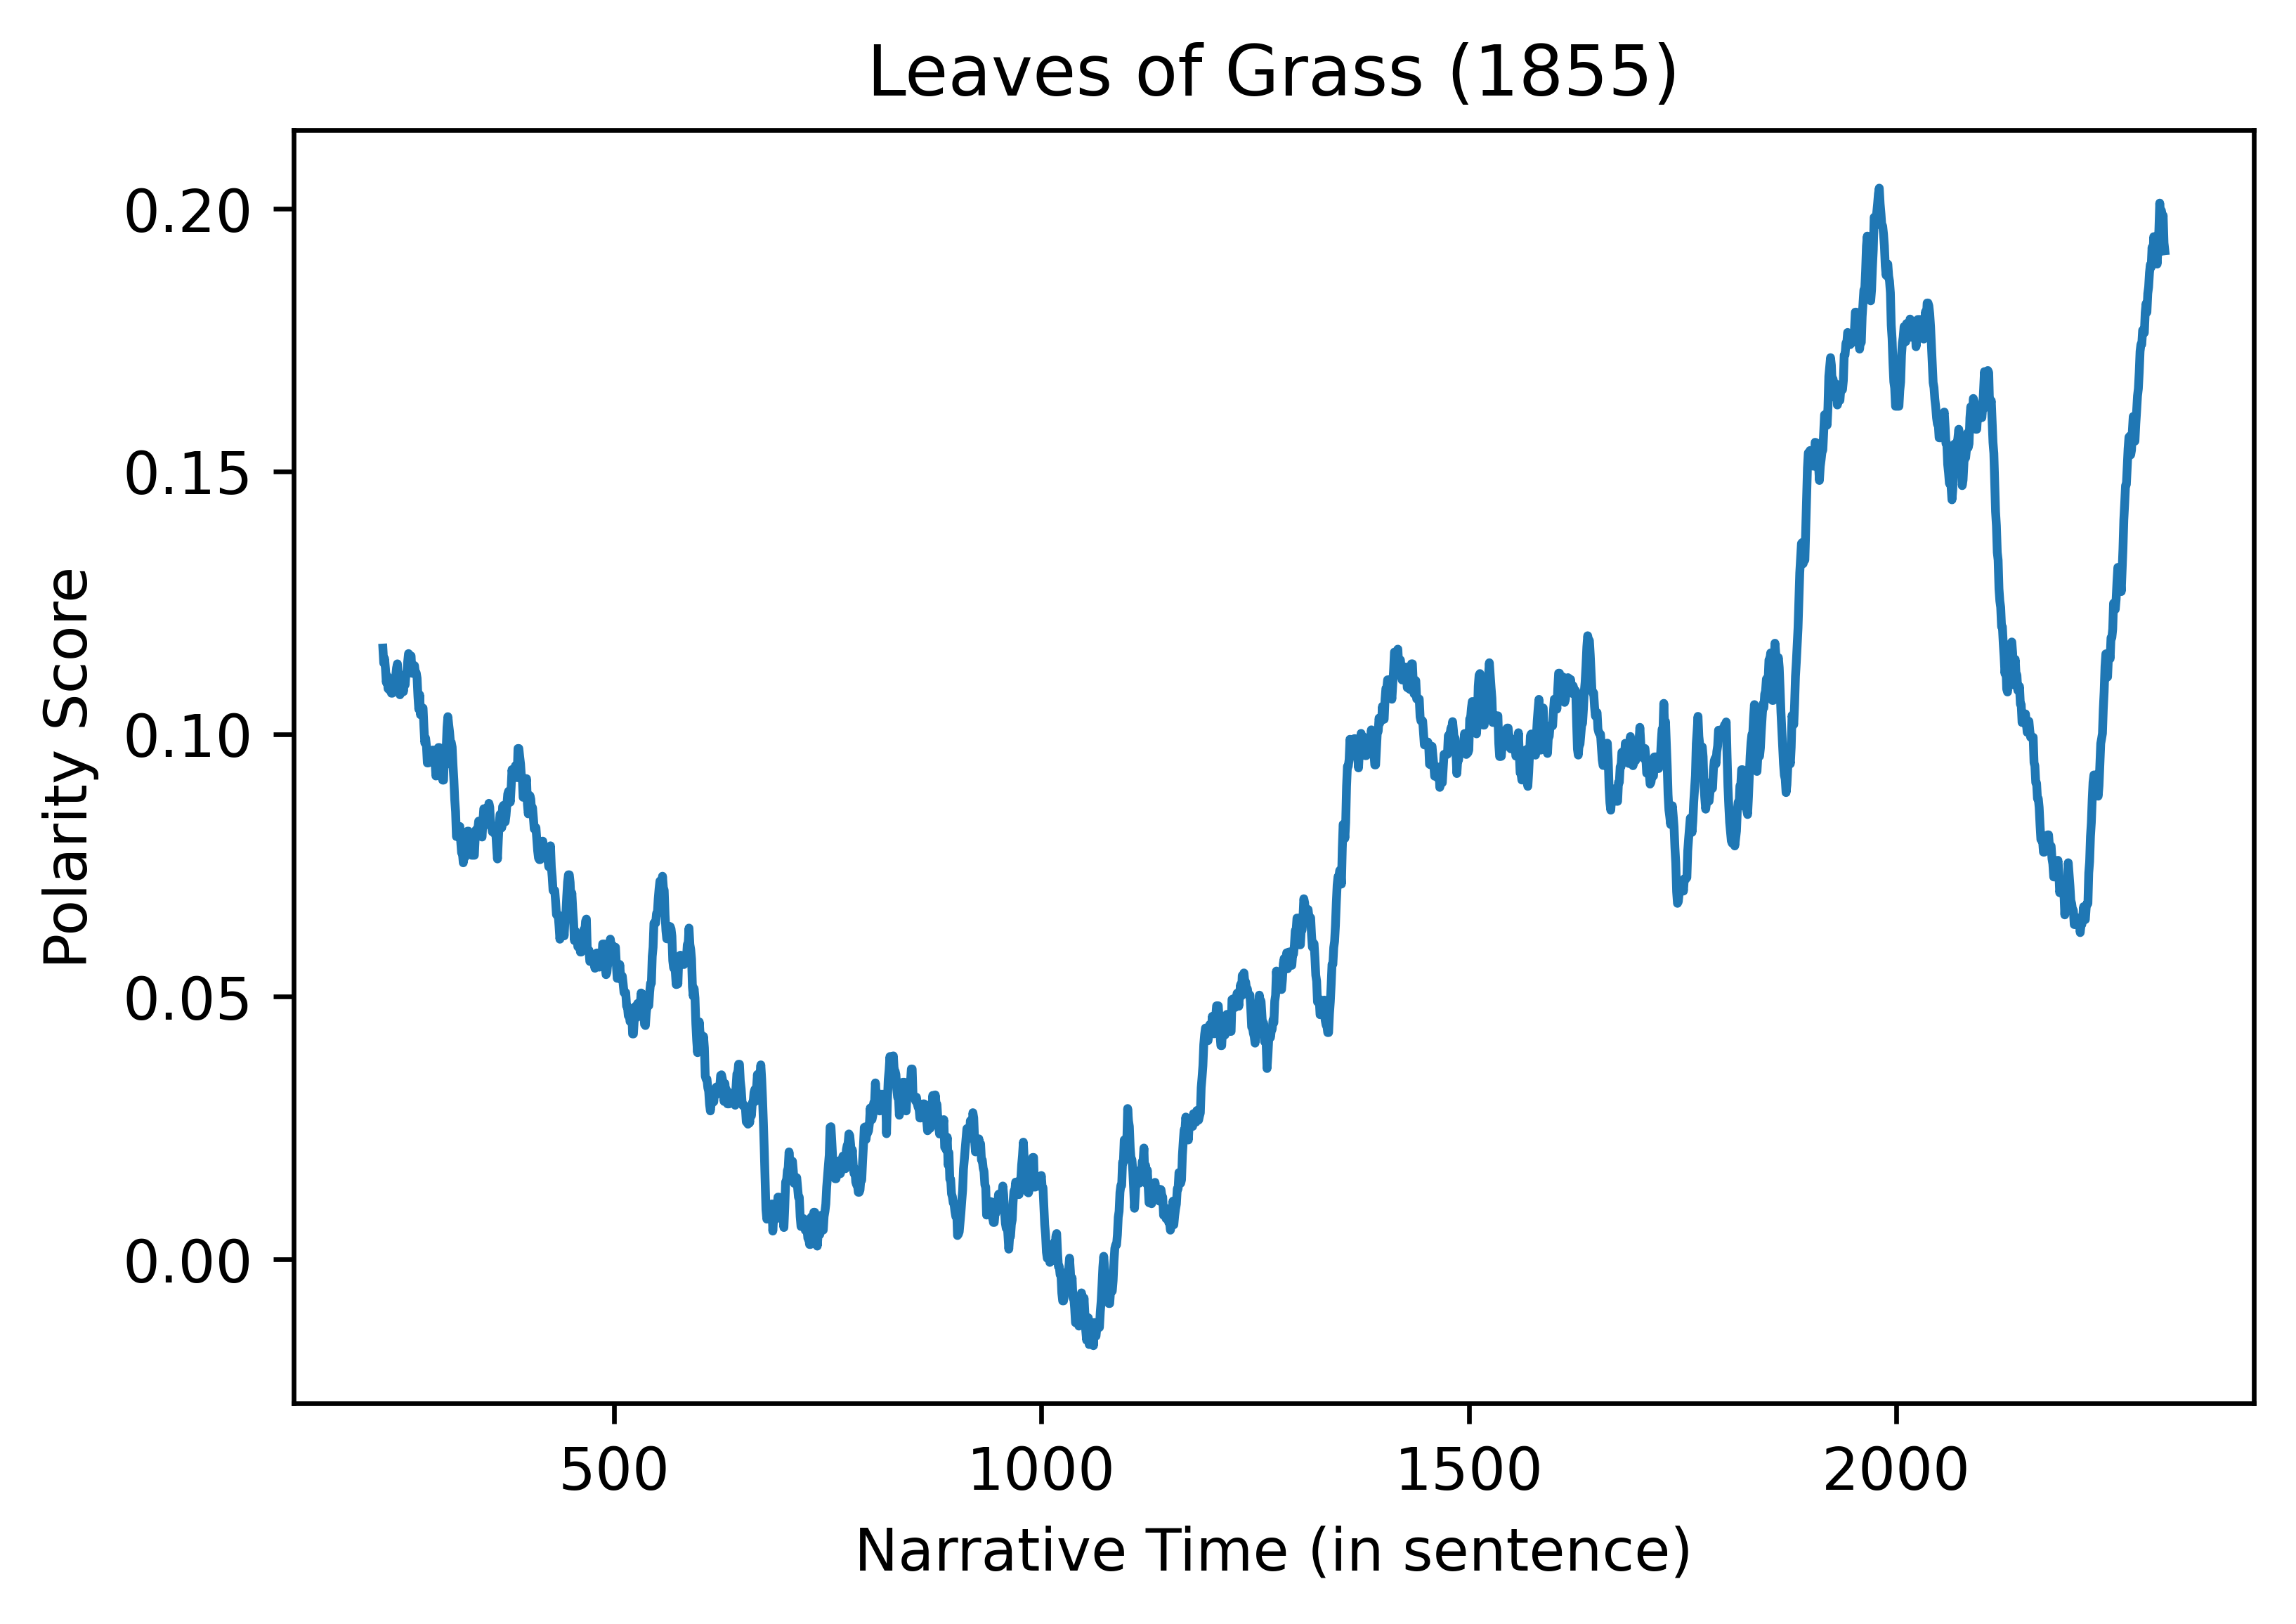 Leaves of Grass (1855)
0.20
0.15
0.10
0.05
0.00
Polarity Score
500 1000 1500 2000
Narrative Time (in sentence)